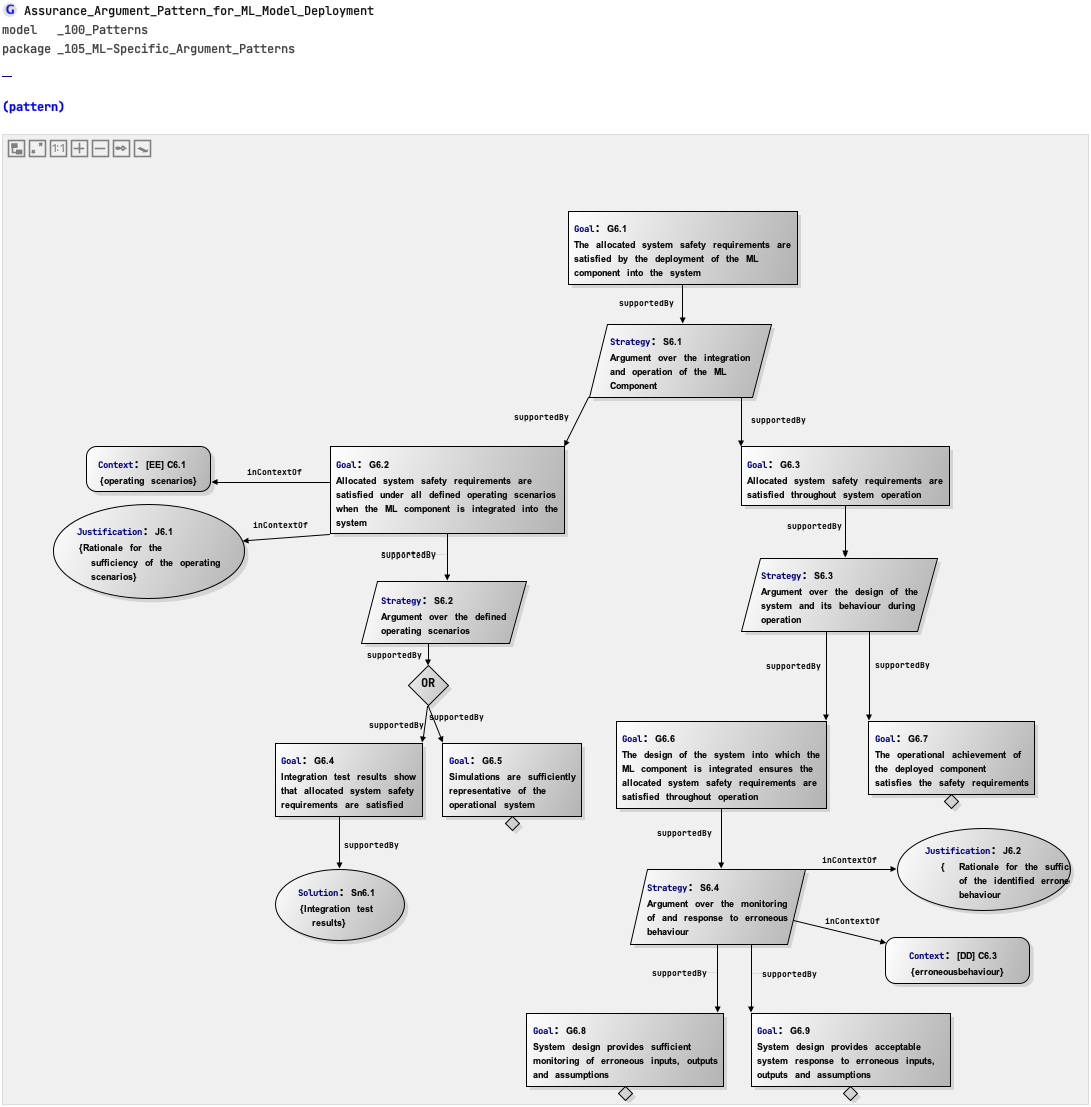 G Assurance_Argument_Pattern_for_ML_Model_Deployment
model _100_Patterns
package _105_ML-Specific_Argument_Patterns
(pattern)
1:1
Goal: G6.1
The allocated system safety requirements are
satisfied by the deployment of the ML
component into the system
supportedBy
Strategy: S6.1
Argument over the integration
and operation of the ML
Component
supportedBy
supportedBy
Context: [EE] C6.1
{operating scenarios}
inContextOf
Goal: G6.2
Allocated system safety requirements are
satisfied under all defined operating scenarios
when the ML component is integrated into the
system
Goal: G6.3
Allocated system safety requirements are
satisfied throughout system operation
Justification: J6.1
{Rationale for the
sufficiency of the operating
scenarios}
inContextOf
supportedBy
supportedBy
Strategy: S6.2
Argument over the defined
operating scenarios
Strategy: S6.3
Argument over the design of the
system and its behaviour during
operation
supportedBy
OR
supportedBy
supportedBy
supportedBy
supportedBy
Goal: G6.4
Integration test results show
that allocated system safety
requirements are satisfied
Goal: G6.5
Simulations are sufficiently
representative of the
operational system
Goal: G6.6
The design of the system into which the
ML component is integrated ensures the
allocated system safety requirements are
satisfied throughout operation
Goal: G6.7
The operational achievement of
the deployed component
satisfies the safety requirements
supportedBy
supportedBy
Solution: Sn6.1
{Integration test
results}
Strategy: S6.4
Argument over the monitoring
of and response to erroneous
behaviour
inContextOf
Justification: J6.2
{ Rationale for the suffic
of the identified errone
behaviour
inContextOf
Context: [DD] C6.3
{erroneousbehaviour}
supportedBy
supportedBy
Goal: G6.8
System design provides sufficient
monitoring of erroneous inputs, outputs
and assumptions
Goal: G6.9
System design provides acceptable
system response to erroneous inputs,
outputs and assumptions